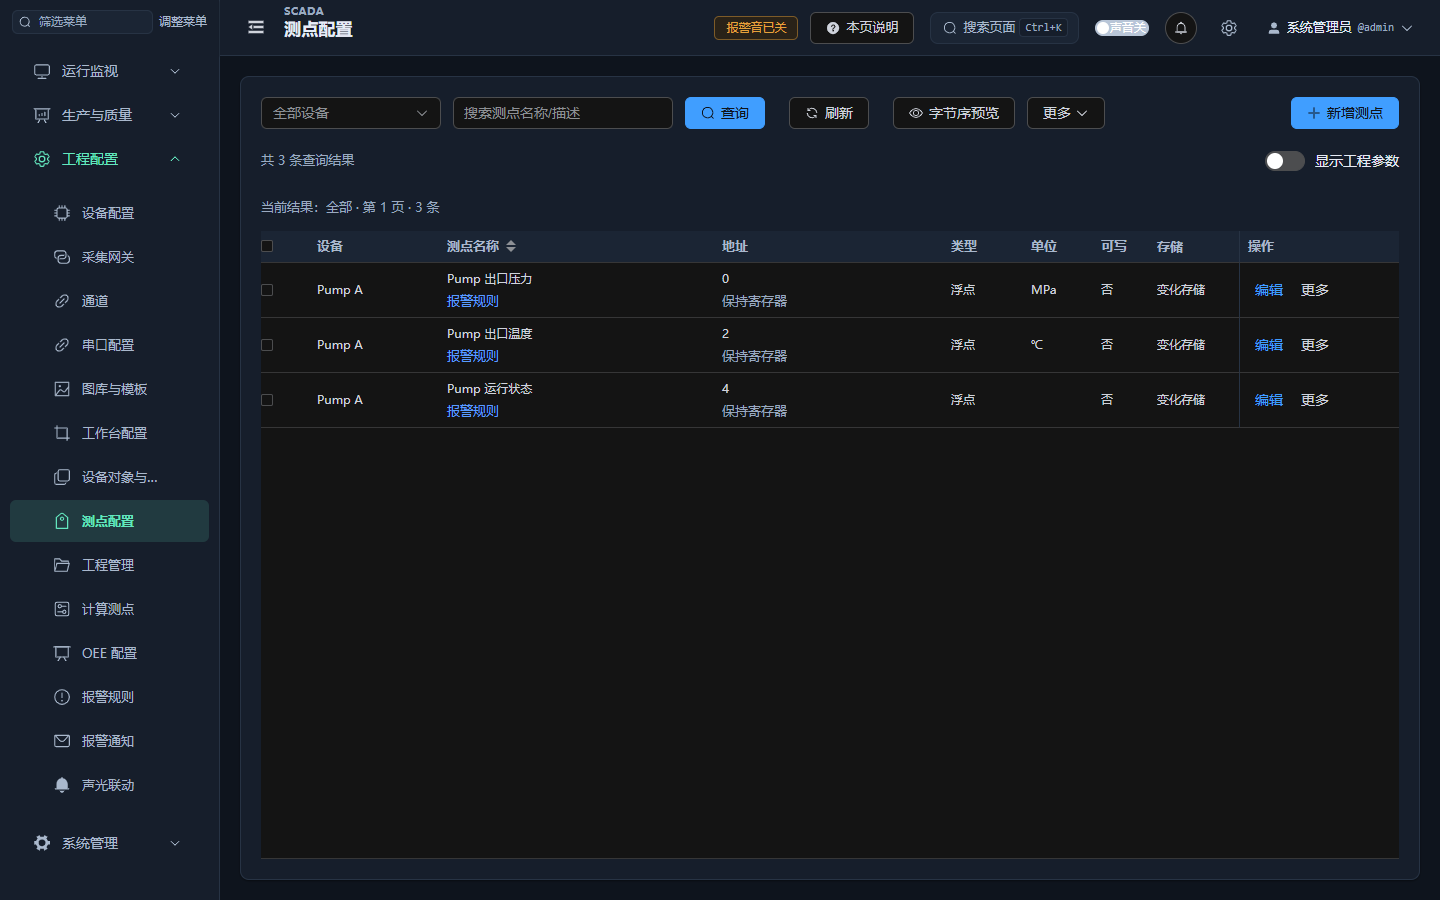 筛选菜单
调整菜单
运行监视
生产与质量
工程配置
设备配置
采集网关
通道
串口配置
图库与模板
工作台配置
设备对象与...
测点配置
工程管理
计算测点
OEE 配置
报警规则
报警通知
声光联动
系统管理
SCADA
测点配置
报警音已关
本页说明
搜索页面 Ctrl+K
声音关
系统管理员 @admin
全部设备
搜索测点名称/描述
查询
刷新
字节序预览
更多
新增测点
共 3 条查询结果
显示工程参数
当前结果：全部 · 第 1 页 · 3 条
设备 测点名称 地址 类型 单位 可写 存储 操作
Pump A Pump 出口压力 0 浮点 MPa 否 变化存储 编辑 更多
报警规则 保持寄存器
Pump A Pump 出口温度 2 浮点 ℃ 否 变化存储 编辑 更多
报警规则 保持寄存器
Pump A Pump 运行状态 4 浮点 否 变化存储 编辑 更多
报警规则 保持寄存器